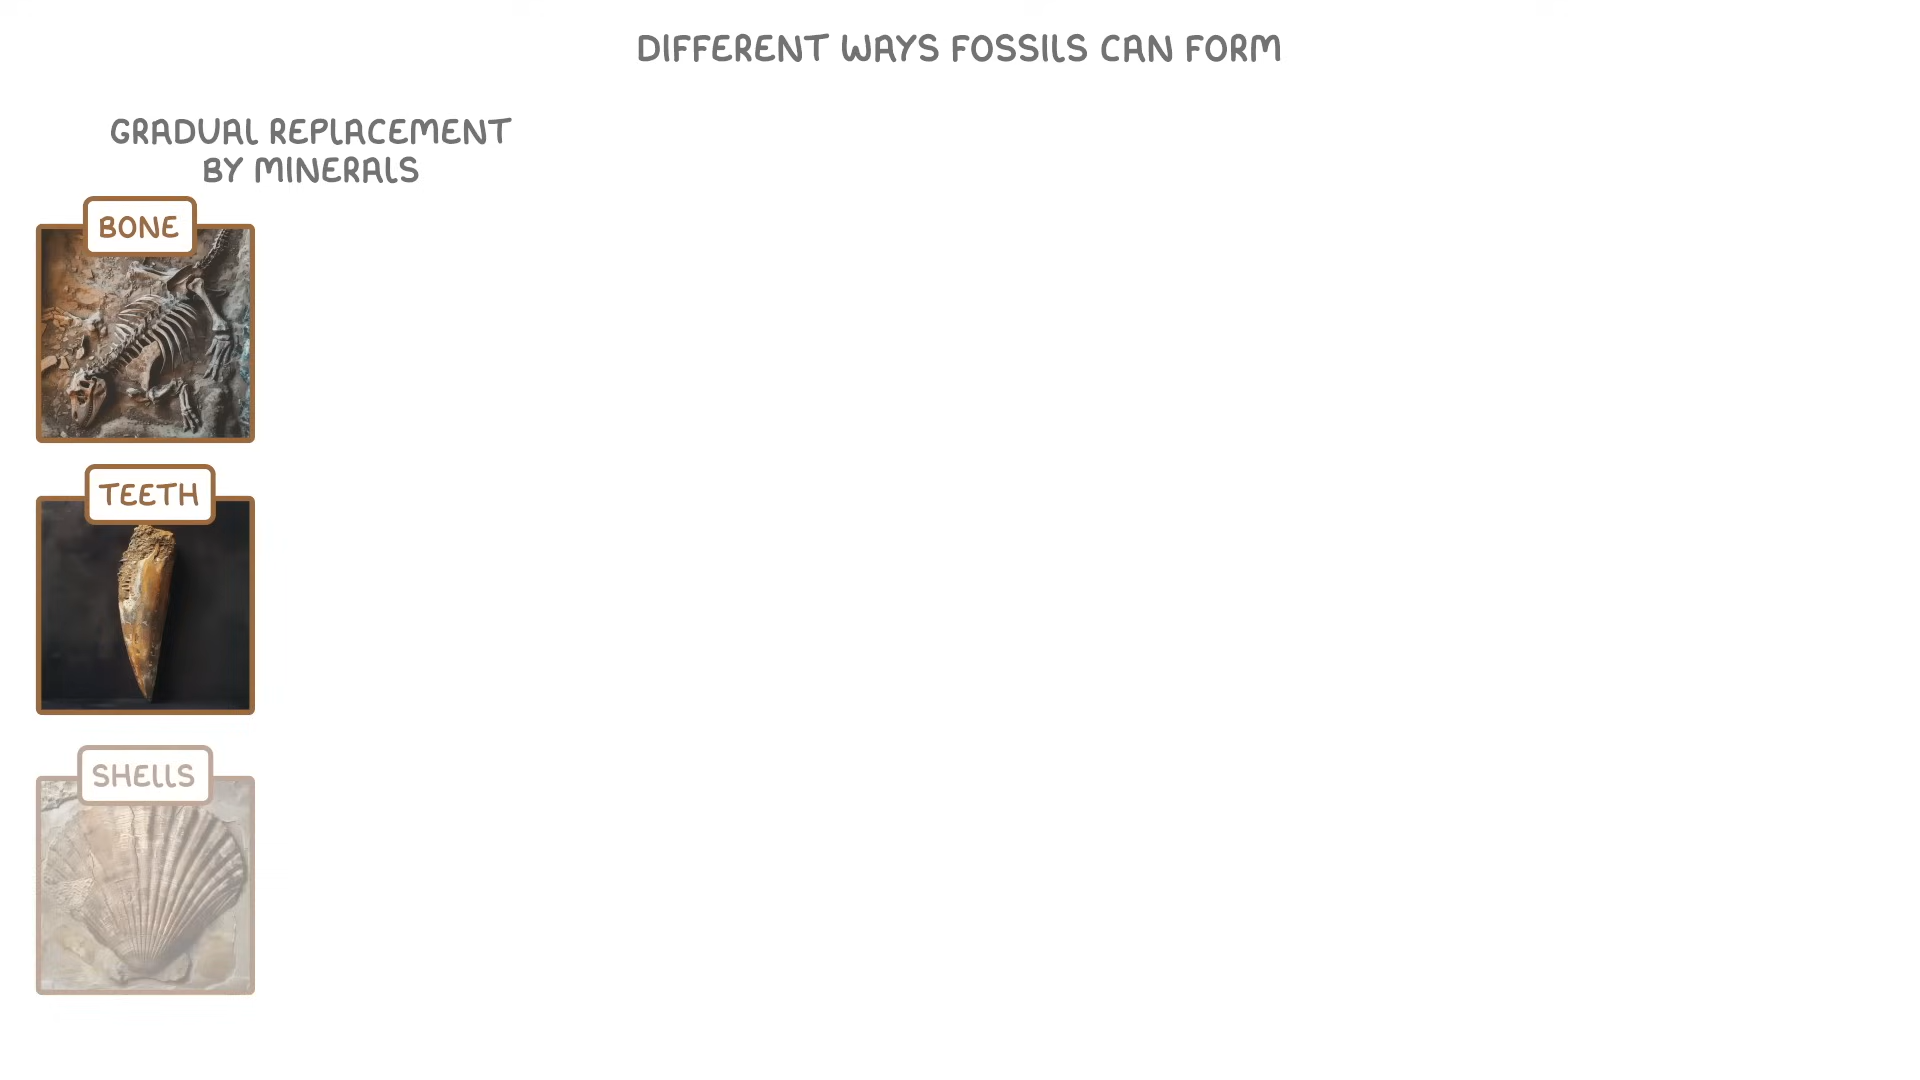 DIFFERENT WAYS FOSSILS CAN FORM
GRADUAL REPLACEMENT
BY MINERALS
BONE
TEETH
SHELLS